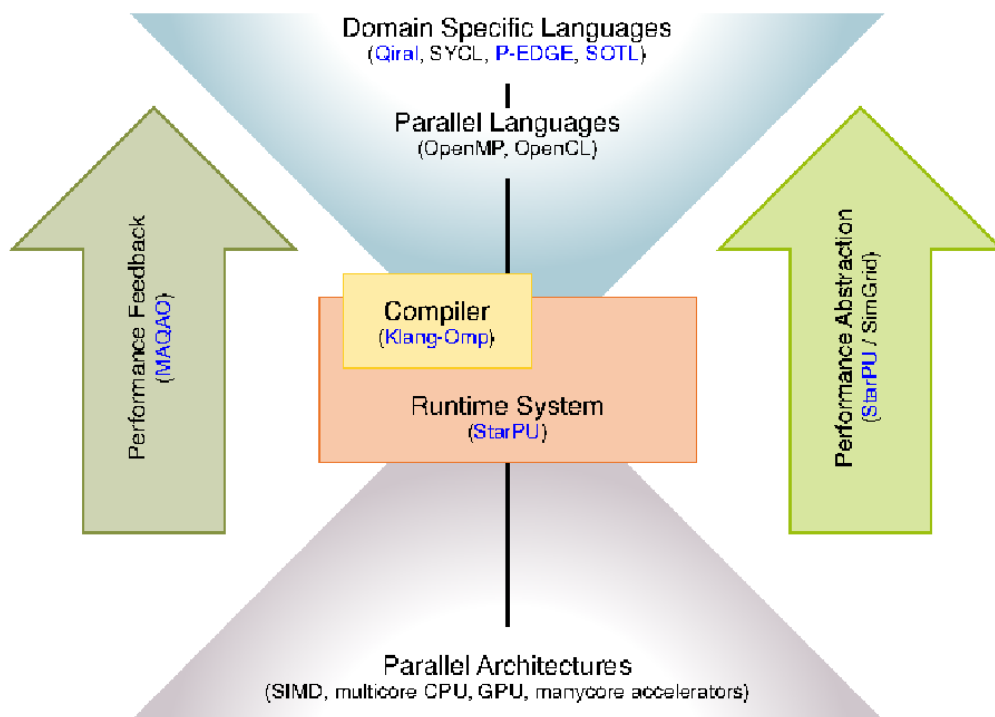 Domain Specific Languages
(Qiral, SYCL, P-EDGE, SOTL)
Parallel Languages
(OpenMP, OpenCL)
Performance Feedback
(MAQAO)
Compiler
(Klang-Omp)
Runtime System
(StarPU)
Performance Abstraction
(StarPU / SimGrid)
Parallel Architectures
(SIMD, multicore CPU, GPU, manycore accelerators)